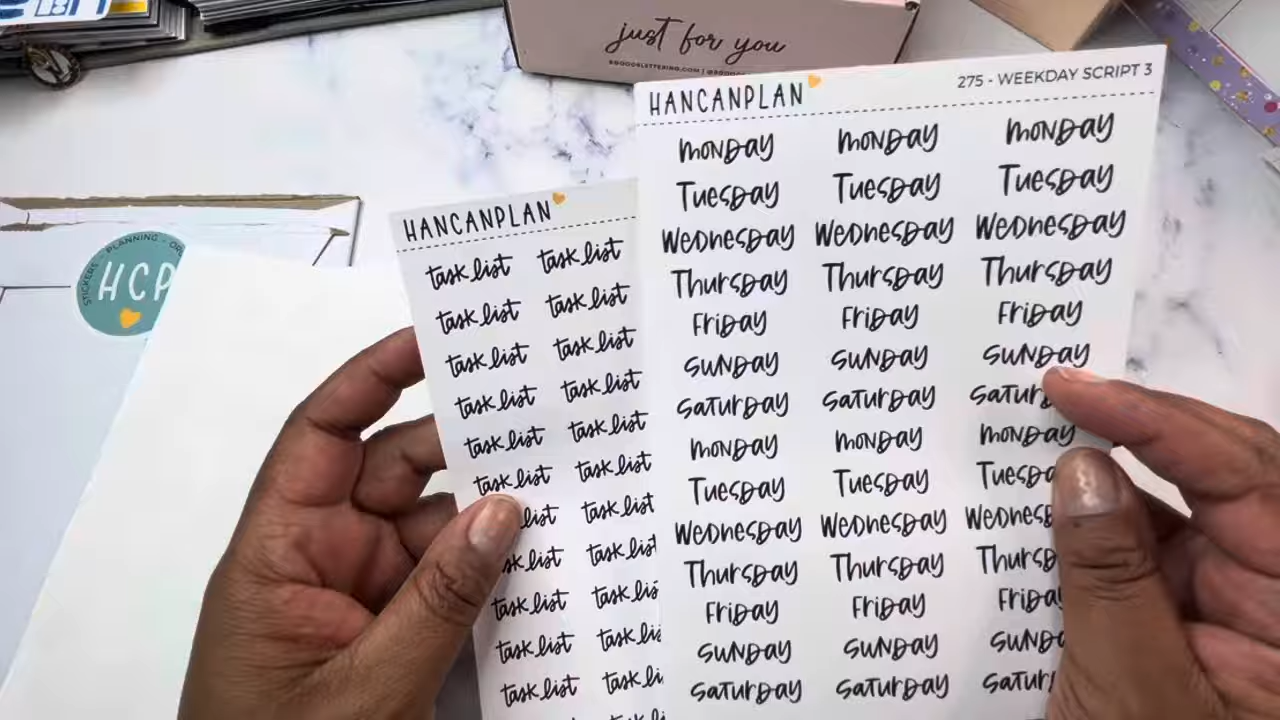 just for you
HANCANPLAN
275 - WEEKDAY SCRIPT 3
MONDAY MONDAY MONDAY
Tuesday Tuesday Tuesday
Wednesday Wednesday Wednesday
Thursday Thursday Thursday
Friday Friday Friday
Sunday Sunday Sunday
Saturday Saturday
Monday Monday Monday
Tuesday Tuesday
Wednesday Wednesday
Thursday Thursday
Friday Friday
Sunday Sunday
Saturday Saturday
HANCANPLAN
task list task list
task list task list
task list task list
task list task list
task list task list
task list task list
list task list
list task list
task list
task list
task list
STICKERS - PLANNING
HCP